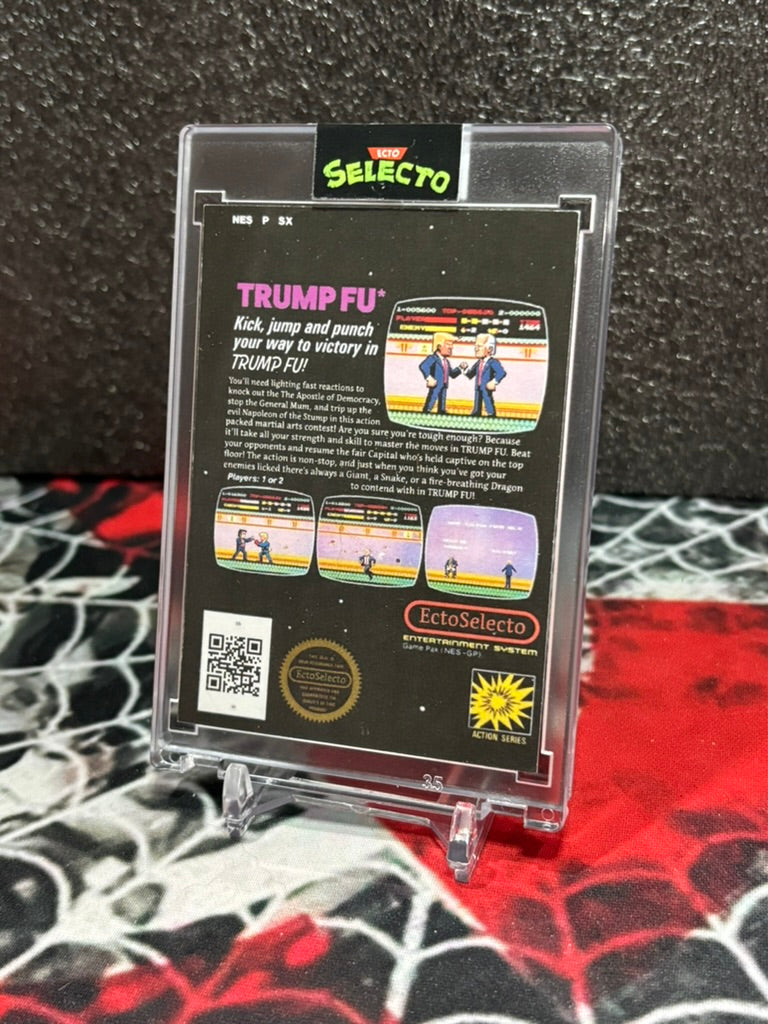 ECTO
SELECTO
NES P SX
TRUMP FU*
Kick, jump and punch
your way to victory in
TRUMP FU!
You'll need lighting fast reactions to
knock out the The Apostle of Democracy,
stop the General Mum, and trip up the
evil Napoleon of the Stump in this action
packed martial arts contest! Are you sure you're tough enough? Because
it'll take all your strength and skill to master the moves in TRUMP FU. Beat
your opponents and resume the fair Capital who's held captive on the top
floor! The action is non-stop, and just when you think you've got your
enemies licked there's always a Giant, a Snake, or a fire-breathing Dragon
to contend with in TRUMP FU!
Players: 1 or 2
EctoSelecto
ENTERTAINMENT SYSTEM
Game Pak (NES-GP)
EctoSelecto
ACTION SERIES
35